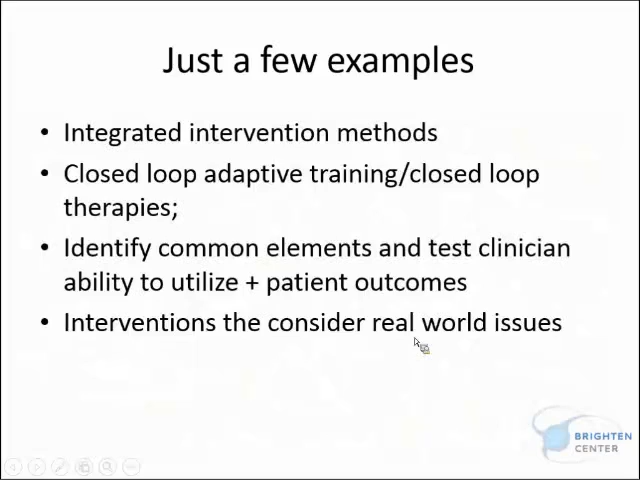 Just a few examples
• Integrated intervention methods
• Closed loop adaptive training/closed loop
therapies;
• Identify common elements and test clinician
ability to utilize + patient outcomes
• Interventions the consider real world issues
BRIGHTEN
CENTER